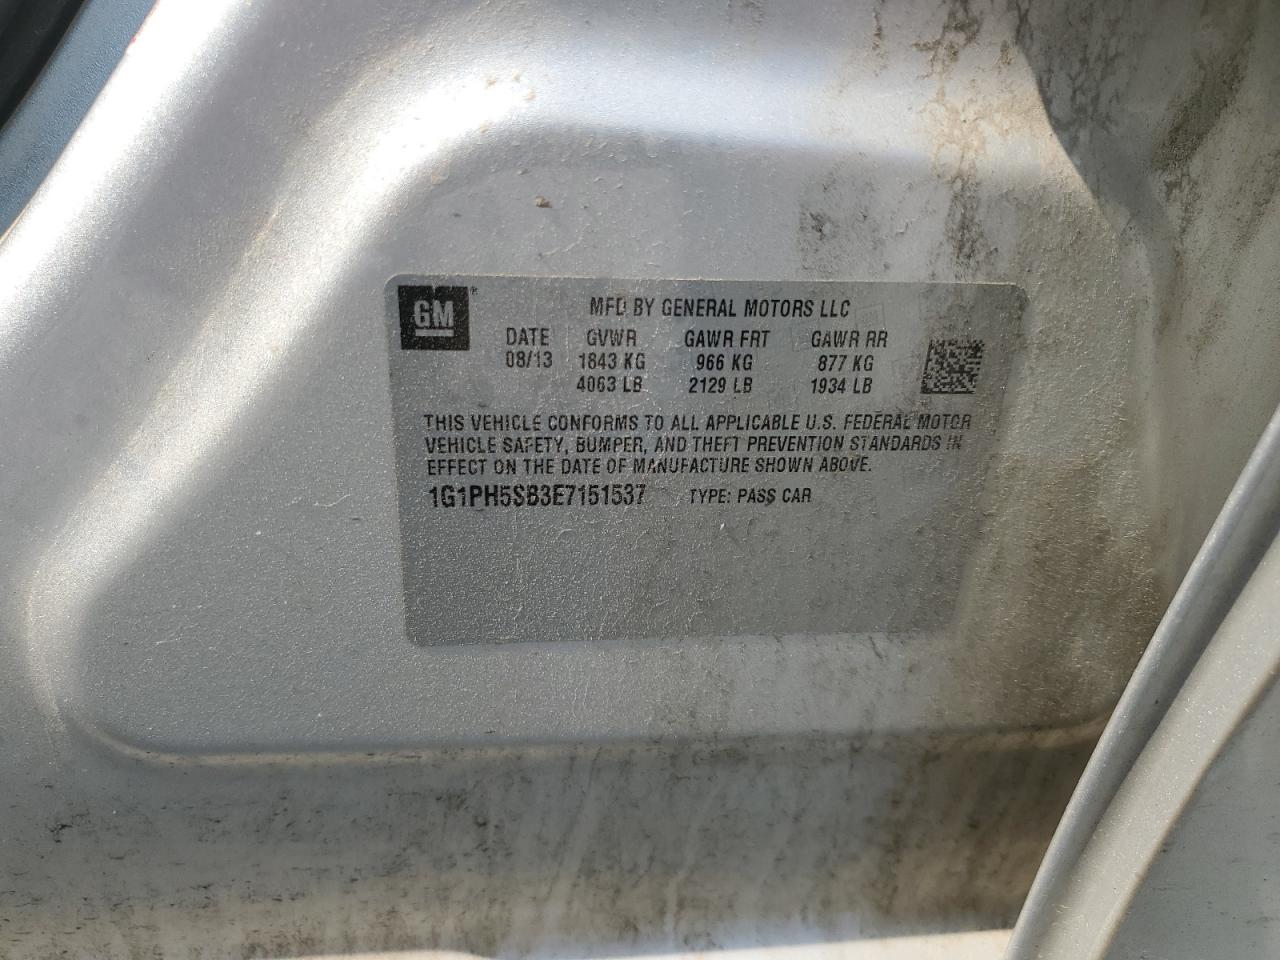 GM
MFD BY GENERAL MOTORS LLC
DATE GVWR GAWR FRT GAWR RR
08/13 1843 KG 966 KG 877 KG
4063 LB 2129 LB 1934 LB
THIS VEHICLE CONFORMS TO ALL APPLICABLE U.S. FEDERAL MOTOR
VEHICLE SAFETY, BUMPER, AND THEFT PREVENTION STANDARDS IN
EFFECT ON THE DATE OF MANUFACTURE SHOWN ABOVE.
1G1PH5SB3E7151537 TYPE: PASS CAR